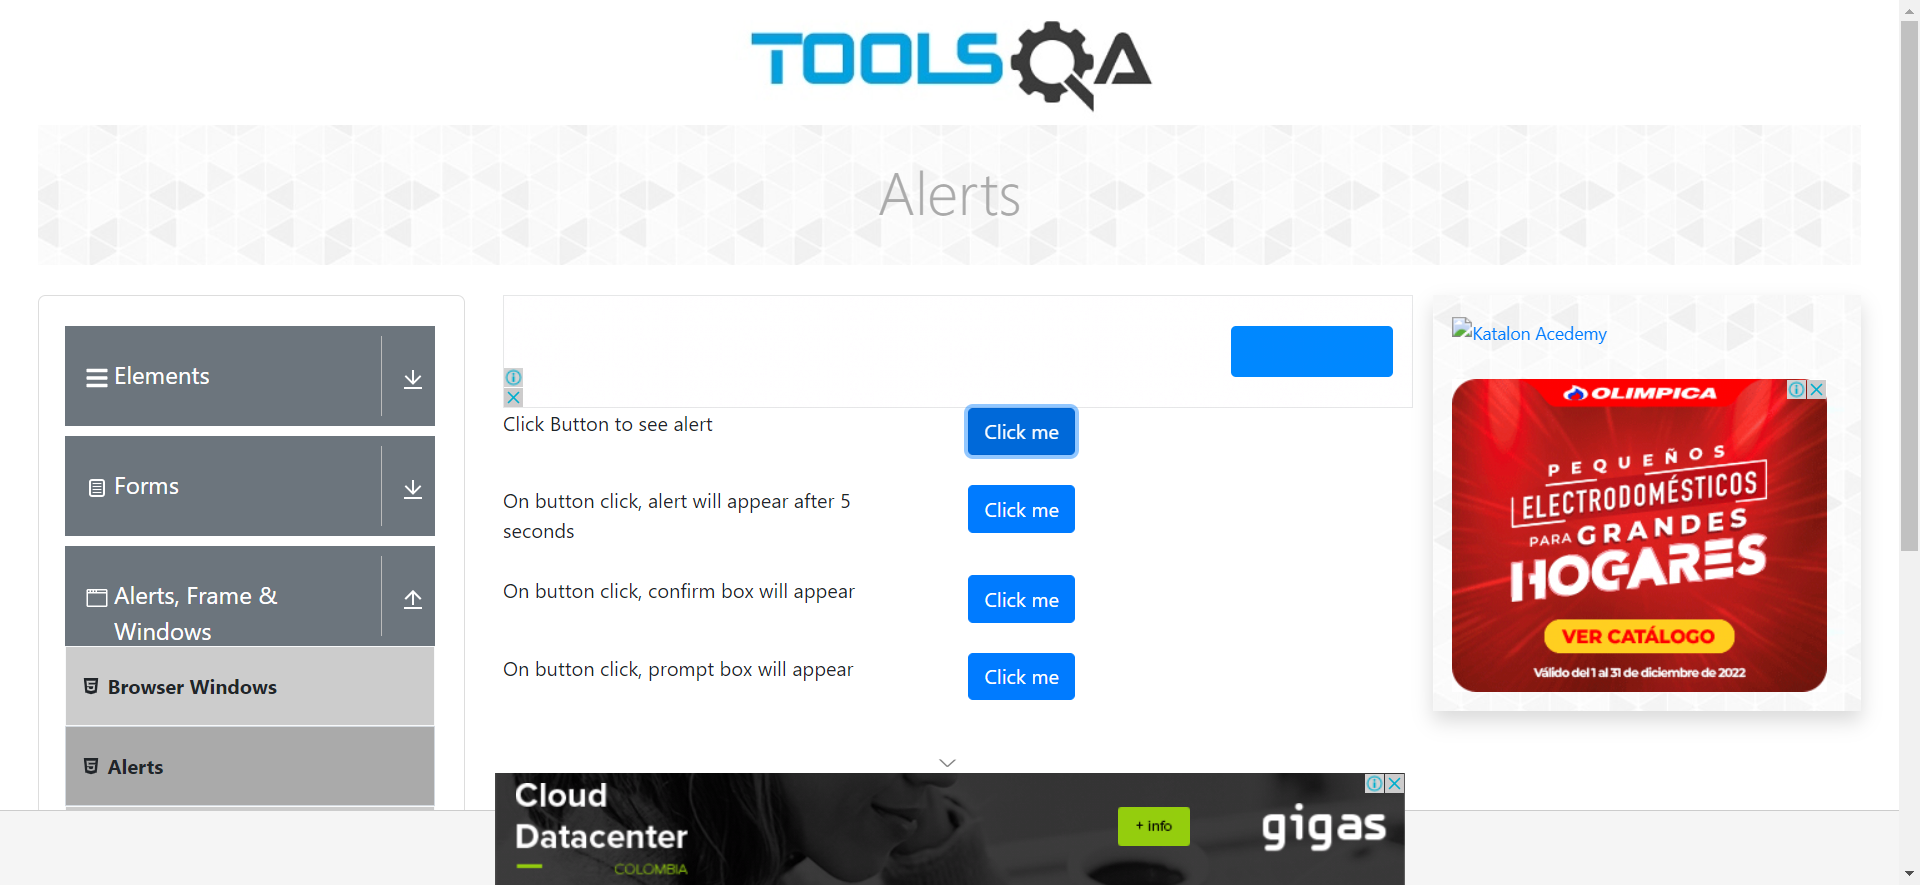 TOOLSQA
Alerts
Elements
Forms
Alerts, Frame &
Windows
Browser Windows
Alerts
Click Button to see alert
Click me
On button click, alert will appear after 5
seconds
Click me
On button click, confirm box will appear
Click me
On button click, prompt box will appear
Click me
Katalon Acedemy
OLIMPICA
PEQUEÑOS
ELECTRODOMÉSTICOS
PARA GRANDES
HOGARES
VER CATÁLOGO
Válido del 1 al 31 de diciembre de 2022
Cloud
Datacenter
COLOMBIA
+ info
gigas